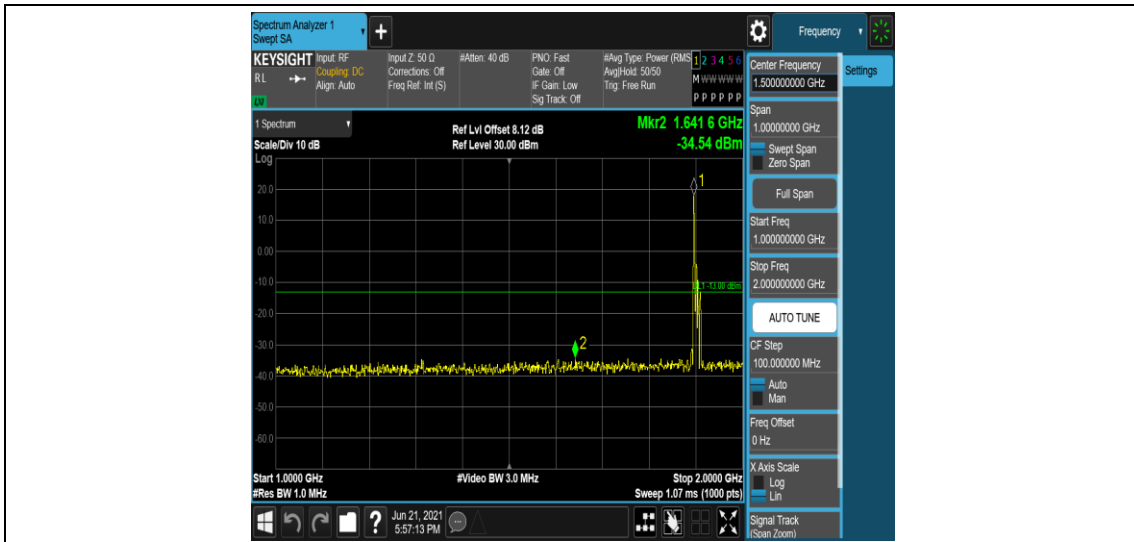 Spectrum Analyzer 1
Swept SA
+
Frequency
KEYSIGHT
RL
LXI
Input: RF
Coupling: DC
Align: Auto
Input Z: 50 Ω
Corrections: Off
Freq Ref: Int (S)
#Atten: 40 dB
PNO: Fast
Gate: Off
IF Gain: Low
Sig Track: Off
#Avg Type: Power (RMS
Avg|Hold: 50/50
Trig: Free Run
1 2 3 4 5 6
M W W W W W
P P P P P P
Center Frequency
1.500000000 GHz
Settings
1 Spectrum
Scale/Div 10 dB
Log
Ref Lvl Offset 8.12 dB
Ref Level 30.00 dBm
Mkr2 1.641 6 GHz
-34.54 dBm
Span
1.00000000 GHz
Swept Span
Zero Span
Full Span
Start Freq
1.000000000 GHz
Stop Freq
2.000000000 GHz
AUTO TUNE
CF Step
100.000000 MHz
Auto
Man
Freq Offset
0 Hz
X Axis Scale
Log
Lin
Signal Track
(Span Zoom)
1
20.0
10.0
0.00
-10.0
DL1 -13.00 dBm
-20.0
-30.0
2
-40.0
-50.0
-60.0
Start 1.0000 GHz
#Res BW 1.0 MHz
#Video BW 3.0 MHz
Stop 2.0000 GHz
Sweep 1.07 ms (1000 pts)
?
Jun 21, 2021
5:57:13 PM